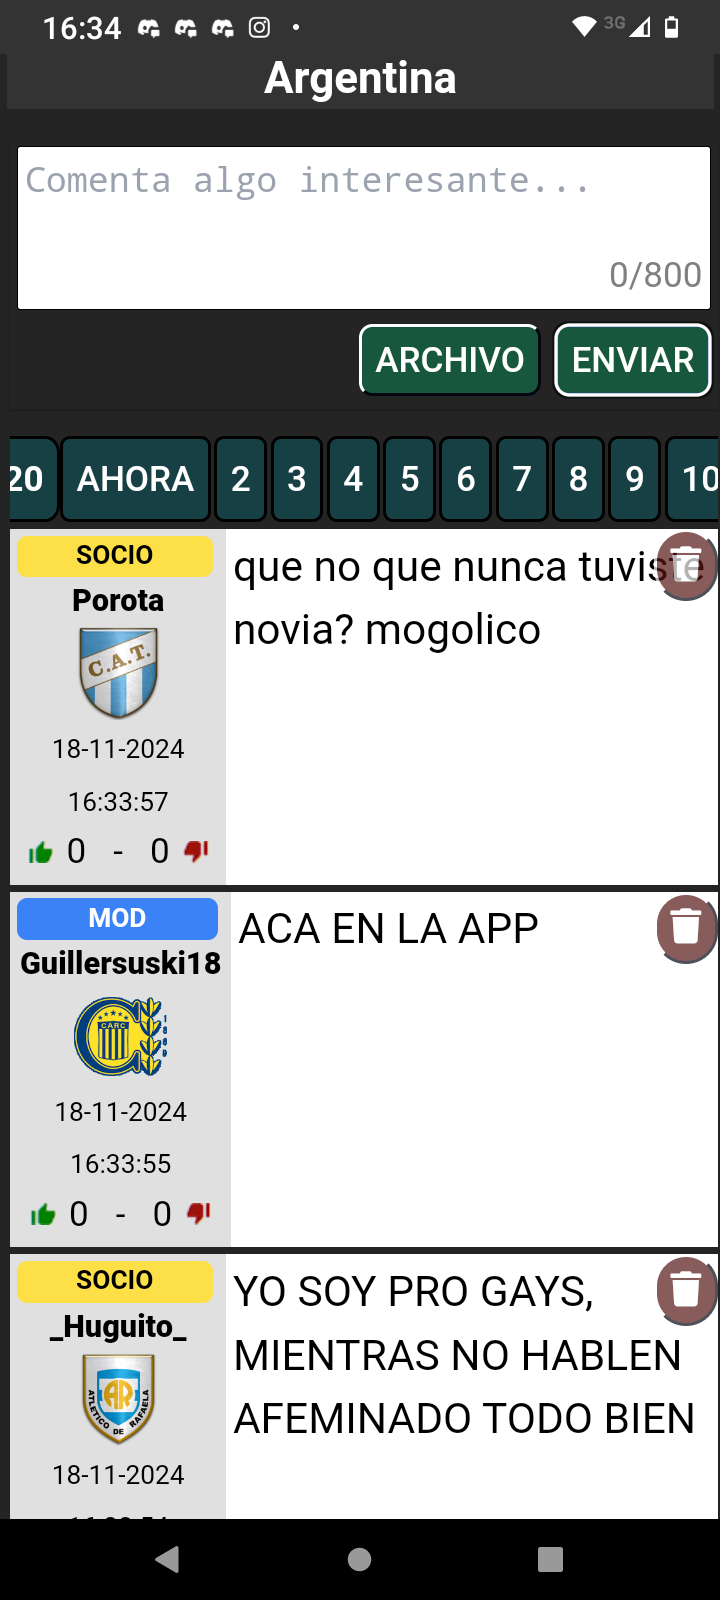 16:34
3G
Argentina
Comenta algo interesante...
0/800
ARCHIVO ENVIAR
20 AHORA 2 3 4 5 6 7 8 9 10
SOCIO
Porota
C.A.T.
18-11-2024
16:33:57
0 - 0
que no que nunca tuviste
novia? mogolico
MOD
Guillersuski18
CARC
1889
18-11-2024
16:33:55
0 - 0
ACA EN LA APP
SOCIO
_Huguito_
AR
ATLETICO DE RAFAELA
18-11-2024
YO SOY PRO GAYS,
MIENTRAS NO HABLEN
AFEMINADO TODO BIEN